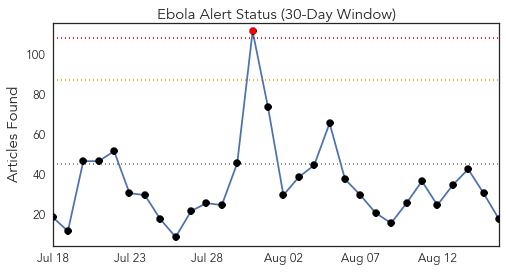 Ebola Alert Status (30-Day Window)
Articles Found
100
80
60
40
20
Jul 18 Jul 23 Jul 28 Aug 02 Aug 07 Aug 12